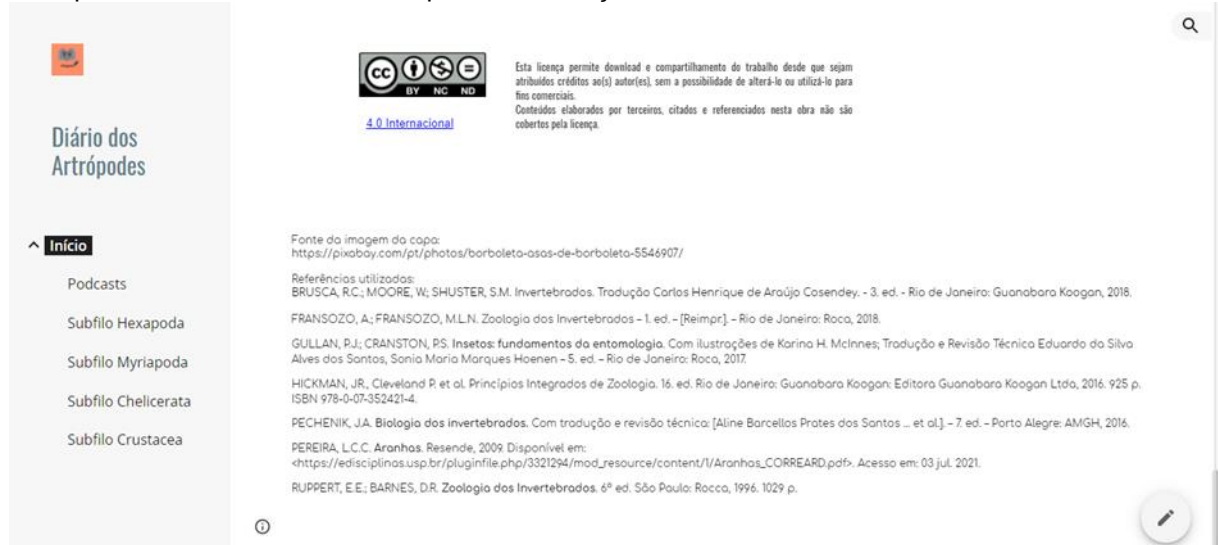 BY NC ND
4.0 Internacional
Esta licença permite download e compartilhamento do trabalho desde que sejam
atribuídos créditos ao(s) autor(es), sem a possibilidade de alterá-lo ou utilizá-lo para
fins comerciais.
Conteúdos elaborados por terceiros, citados e referenciados nesta obra não são
cobertos pela licença.
Diário dos
Artrópodes
Início
Podcasts
Subfilo Hexapoda
Subfilo Myriapoda
Subfilo Chelicerata
Subfilo Crustacea
Fonte da imagem da capa:
https://pixabay.com/pt/photos/borboleta-asas-de-borboleta-5546907/
Referências utilizadas:
BRUSCA, R.C.; MOORE, W; SHUSTER, S.M. Invertebrados. Tradução Carlos Henrique de Araújo Cosendey. - 3. ed. - Rio de Janeiro: Guanabara Koogan, 2018.
FRANSOZO, A.; FRANSOZO, M.L.N. Zoologia dos Invertebrados – 1. ed. – [Reimpr.]. – Rio de Janeiro: Roca, 2018.
GULLAN, P.J.; CRANSTON, P.S. Insetos: fundamentos da entomologia. Com ilustrações de Karina H. McInnes; Tradução e Revisão Técnica Eduardo da Silva
Alves dos Santos, Sonia Maria Marques Hoenen – 5. ed. – Rio de Janeiro: Roca, 2017.
HICKMAN, JR., Cleveland P. et al. Princípios Integrados de Zoologia. 16. ed. Rio de Janeiro: Guanabara Koogan: Editora Guanabara Koogan Ltda, 2016. 925 p.
ISBN 978-0-07-352421-4.
PECHENIK, J.A. Biologia dos invertebrados. Com tradução e revisão técnica: [Aline Barcellos Prates dos Santos ... et al.]. – 7. ed. – Porto Alegre: AMGH, 2016.
PEREIRA, L.C.C. Aranhas. Resende, 2009. Disponível em:
<https://edisciplinas.usp.br/pluginfile.php/3321294/mod_resource/content/1/Aranhas_CORREARD.pdf>. Acesso em: 03 jul. 2021.
RUPPERT, E.E.; BARNES, D.R. Zoologia dos Invertebrados. 6ª ed. São Paulo: Rocca, 1996. 1029 p.